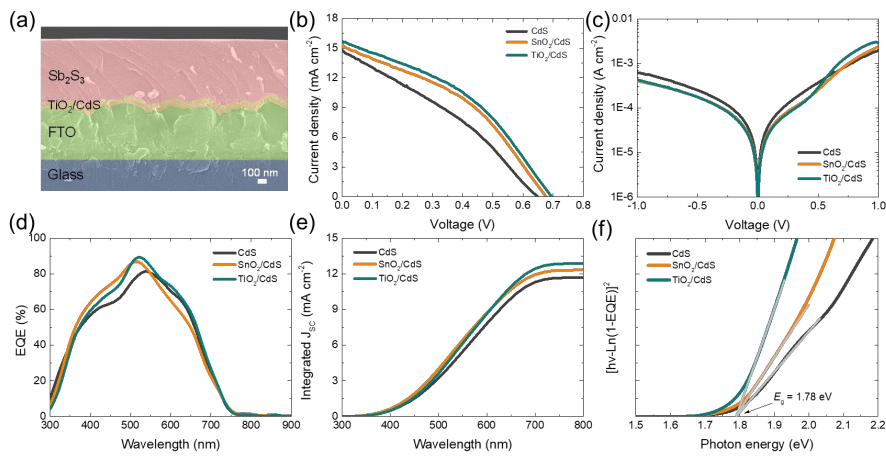 (a)
Sb₂S₃
TiO₂/CdS
FTO
Glass
100 nm
(b)
Current density (mA cm⁻²)
15
12
9
6
3
0
0.0 0.1 0.2 0.3 0.4 0.5 0.6 0.7 0.8
Voltage (V)
CdS
SnO₂/CdS
TiO₂/CdS
(c)
Current density (A cm⁻²)
0.01
1E-3
1E-4
1E-5
1E-6
-1.0 -0.5 0.0 0.5 1.0
Voltage (V)
CdS
SnO₂/CdS
TiO₂/CdS
(d)
EQE (%)
100
80
60
40
20
0
300 400 500 600 700 800 900
Wavelength (nm)
CdS
SnO₂/CdS
TiO₂/CdS
(e)
Integrated J_SC (mA cm⁻²)
15
12
9
6
3
0
300 400 500 600 700 800
Wavelength (nm)
CdS
SnO₂/CdS
TiO₂/CdS
(f)
[hv-Ln(1-EQE)]²
1.5 1.6 1.7 1.8 1.9 2.0 2.1 2.2
Photon energy (eV)
CdS
SnO₂/CdS
TiO₂/CdS
E_g = 1.78 eV